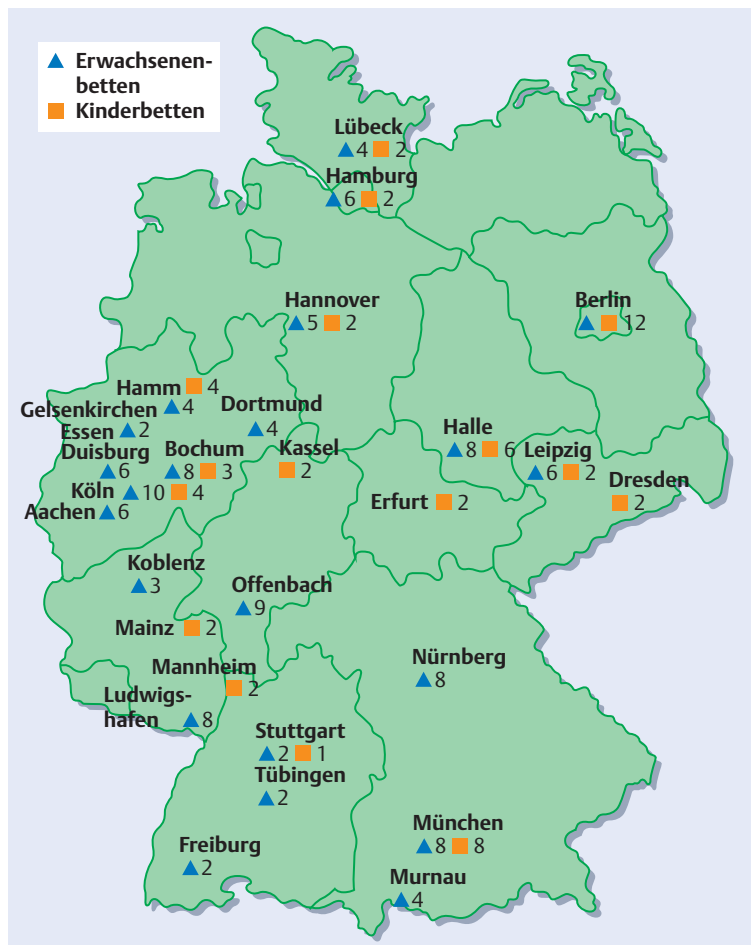 Erwachsenen-
betten
Kinderbetten
Lübeck
4 2
Hamburg
6 2
Hannover
5 2
Berlin
12
Hamm 4
4
Gelsenkirchen
Essen 2
Dortmund
4
Duisburg
6
Bochum
8 3
Kassel
2
Halle
8 6
Leipzig
6 2
Dresden
2
Köln 10 4
Aachen 6
Erfurt 2
Koblenz
3
Offenbach
9
Mainz 2
Mannheim
2
Ludwigs-
hafen 8
Nürnberg
8
Stuttgart
2 1
Tübingen
2
Freiburg
2
München
8 8
Murnau
4